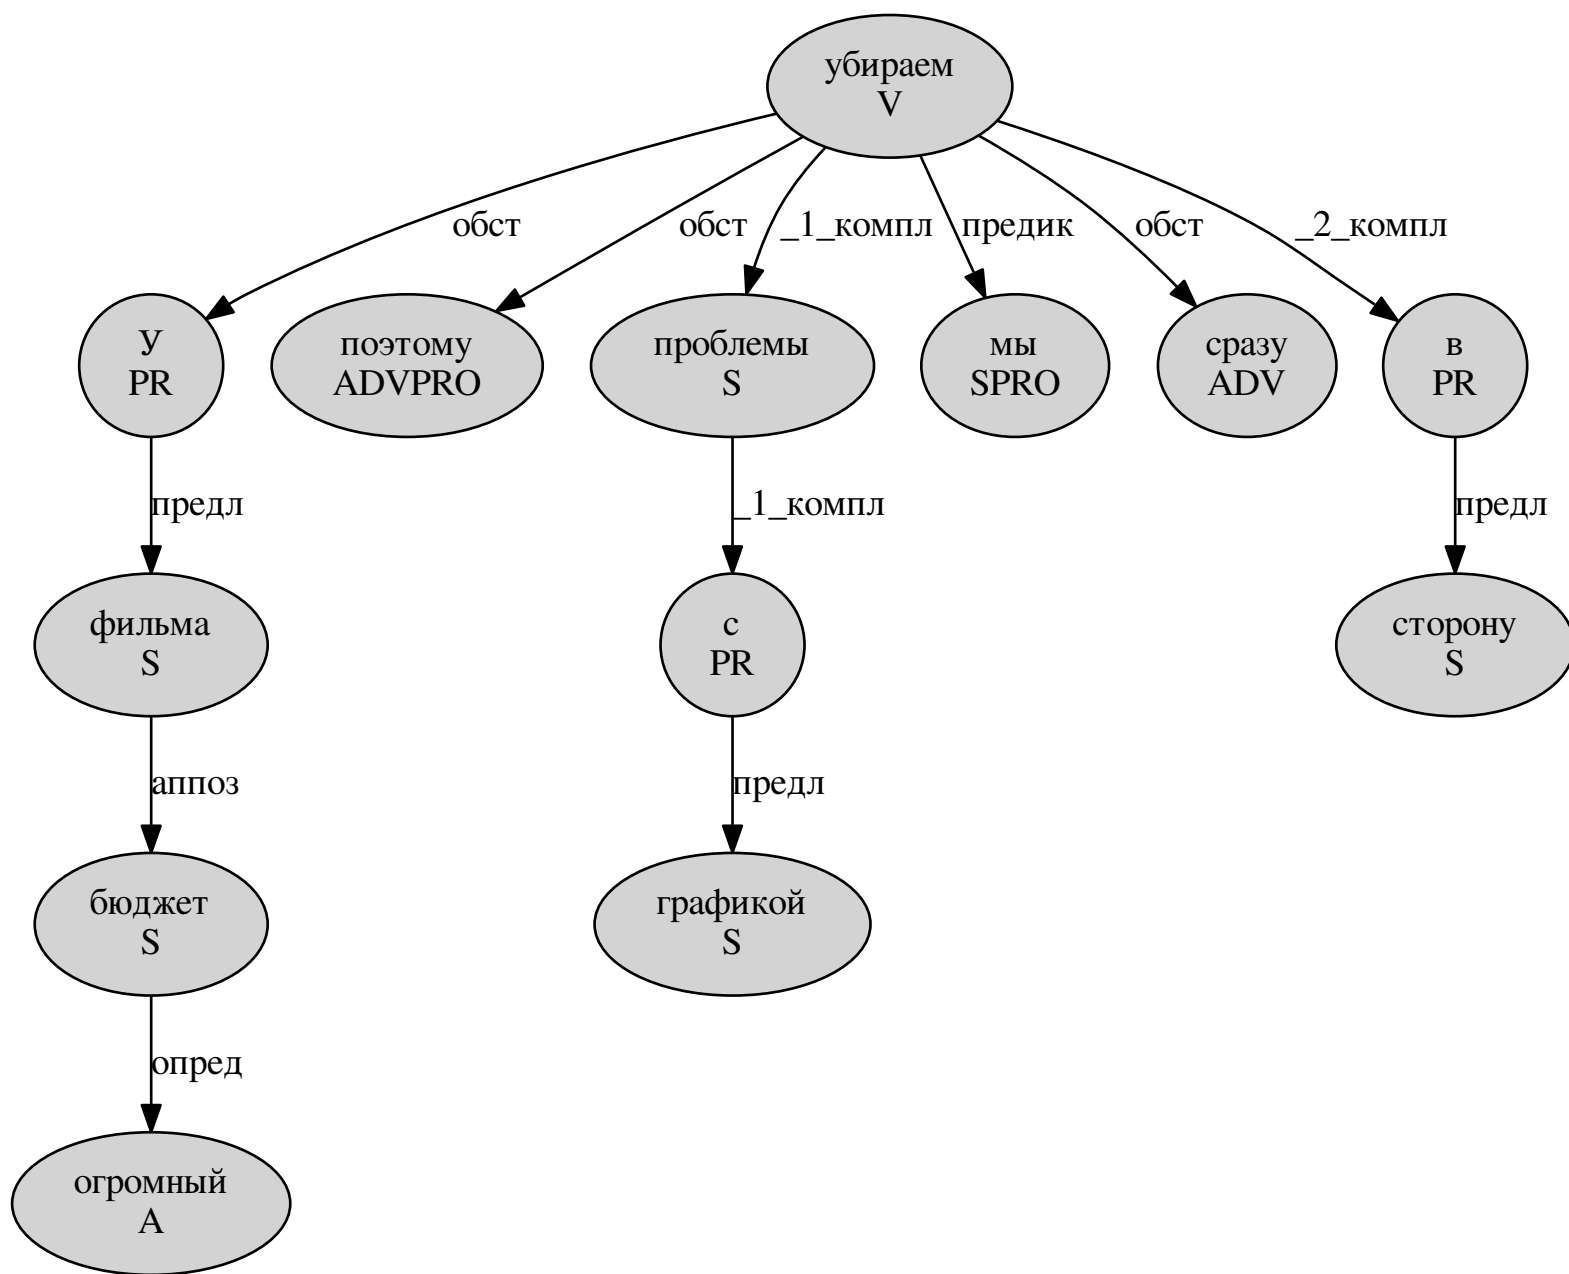 убираем
V
обст
обст
_1_компл
предик
обст
_2_компл
У
PR
поэтому
ADVPRO
проблемы
S
мы
SPRO
сразу
ADV
в
PR
предл
_1_компл
предл
фильма
S
с
PR
сторону
S
аппоз
предл
бюджет
S
графикой
S
опред
огромный
A